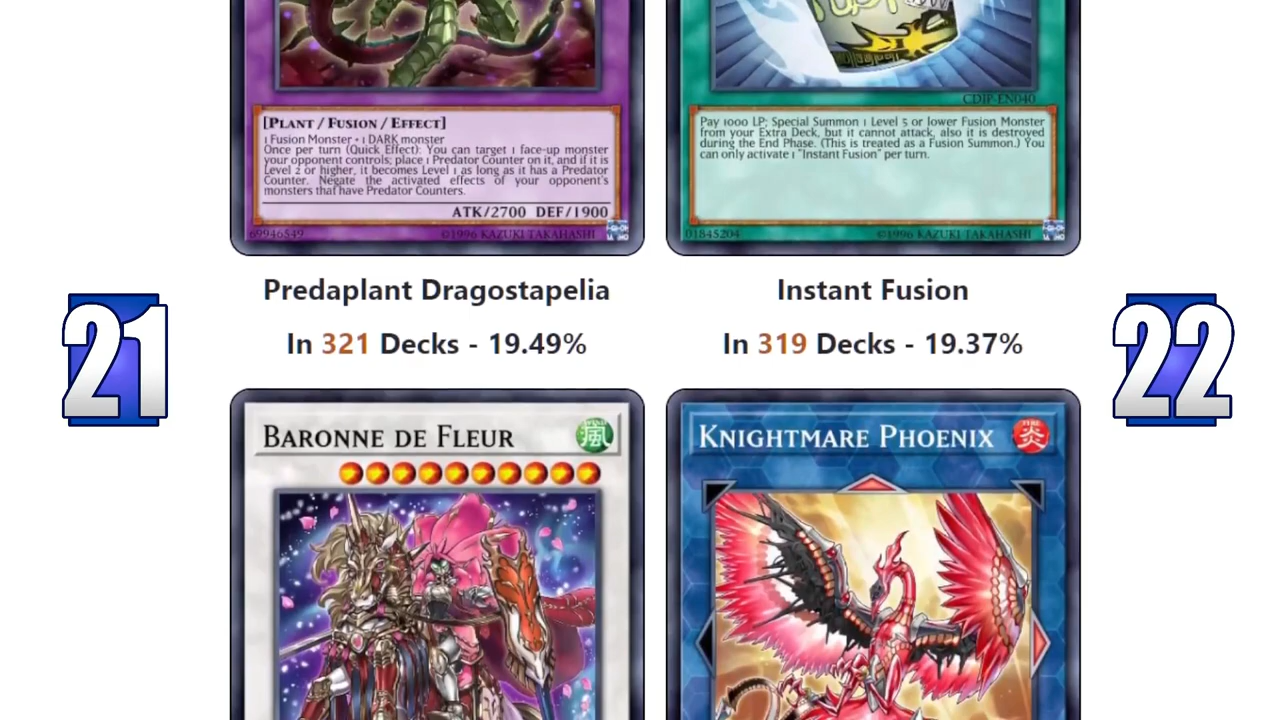 CDIP-EN040
[PLANT / FUSION / EFFECT]
1 Fusion Monster + 1 DARK monster
Once per turn (Quick Effect): You can target 1 face-up monster
your opponent controls; place 1 Predator Counter on it, and if it is
Level 2 or higher, it becomes Level 1 as long as it has a Predator
Counter. Negate the activated effects of your opponent's
monsters that have Predator Counters.
ATK/2700 DEF/1900
69946549
©1996 KAZUKI TAKAHASHI
Pay 1000 LP; Special Summon 1 Level 5 or lower Fusion Monster
from your Extra Deck, but it cannot attack, also it is destroyed
during the End Phase. (This is treated as a Fusion Summon.) You
can only activate 1 "Instant Fusion" per turn.
01845204
©1996 KAZUKI TAKAHASHI
Predaplant Dragostapelia
Instant Fusion
21
In 321 Decks - 19.49%
In 319 Decks - 19.37%
22
BARONNE DE FLEUR
風
KNIGHTMARE PHOENIX
FIRE
炎